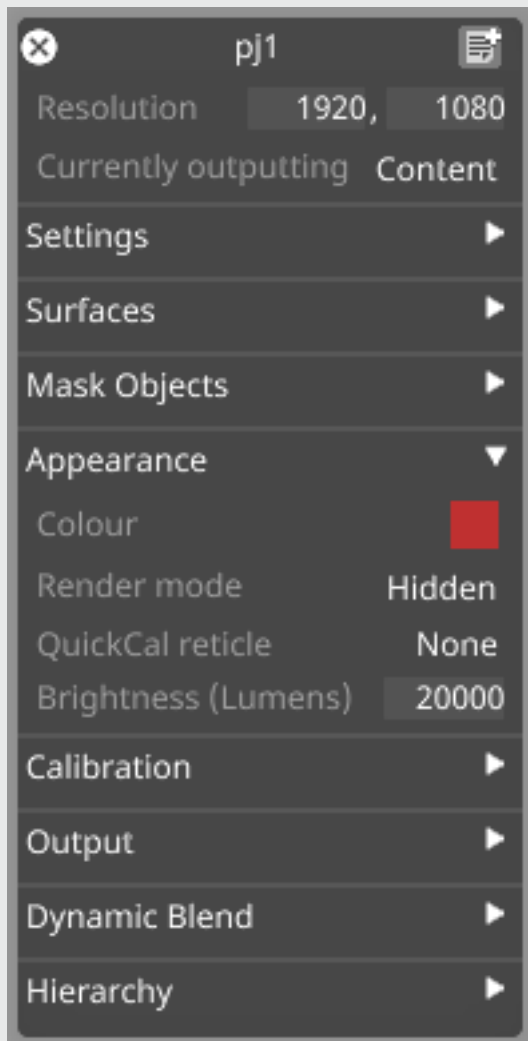 pj1
Resolution 1920, 1080
Currently outputting Content
Settings
Surfaces
Mask Objects
Appearance
Colour
Render mode Hidden
QuickCal reticle None
Brightness (Lumens) 20000
Calibration
Output
Dynamic Blend
Hierarchy